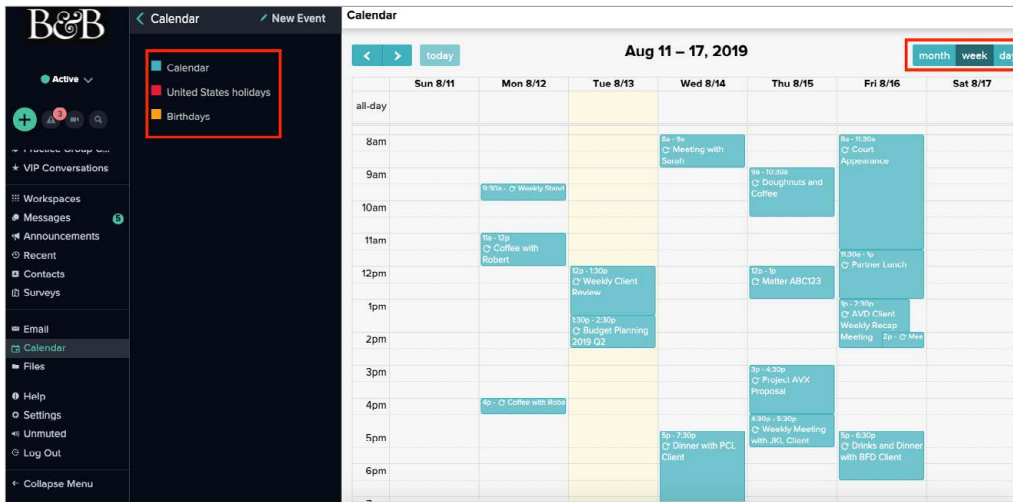 B&B
Active
3
VIP Conversations
Workspaces
Messages 5
Announcements
Recent
Contacts
Surveys
Email
Calendar
Files
Help
Settings
Unmuted
Log Out
Collapse Menu
Calendar New Event
Calendar
United States holidays
Birthdays
Calendar
today
Aug 11 – 17, 2019
month week day
Sun 8/11 Mon 8/12 Tue 8/13 Wed 8/14 Thu 8/15 Fri 8/16 Sat 8/17
all-day
8am
9am
10am
11am
12pm
1pm
2pm
3pm
4pm
5pm
6pm
9:30a - Weekly Stand
11a - 12p
Coffee with
Robert
4p - Coffee with Roba
12p - 1:30p
Weekly Client
Review
1:30p - 2:30p
Budget Planning
2019 Q2
8a - 9a
Meeting with
Sarah
5p - 7:30p
Dinner with PCL
Client
9a - 10:30a
Doughnuts and
Coffee
12p - 1p
Matter ABC123
3p - 4:30p
Project AVX
Proposal
4:30p - 5:30p
Weekly Meeting
with JKL Client
8a - 11:30a
Court
Appearance
11:30a - 1p
Partner Lunch
1p - 2:30p
AVD Client
Weekly Recap
Meeting
2p - Mee
5p - 6:30p
Drinks and Dinner
with BFD Client